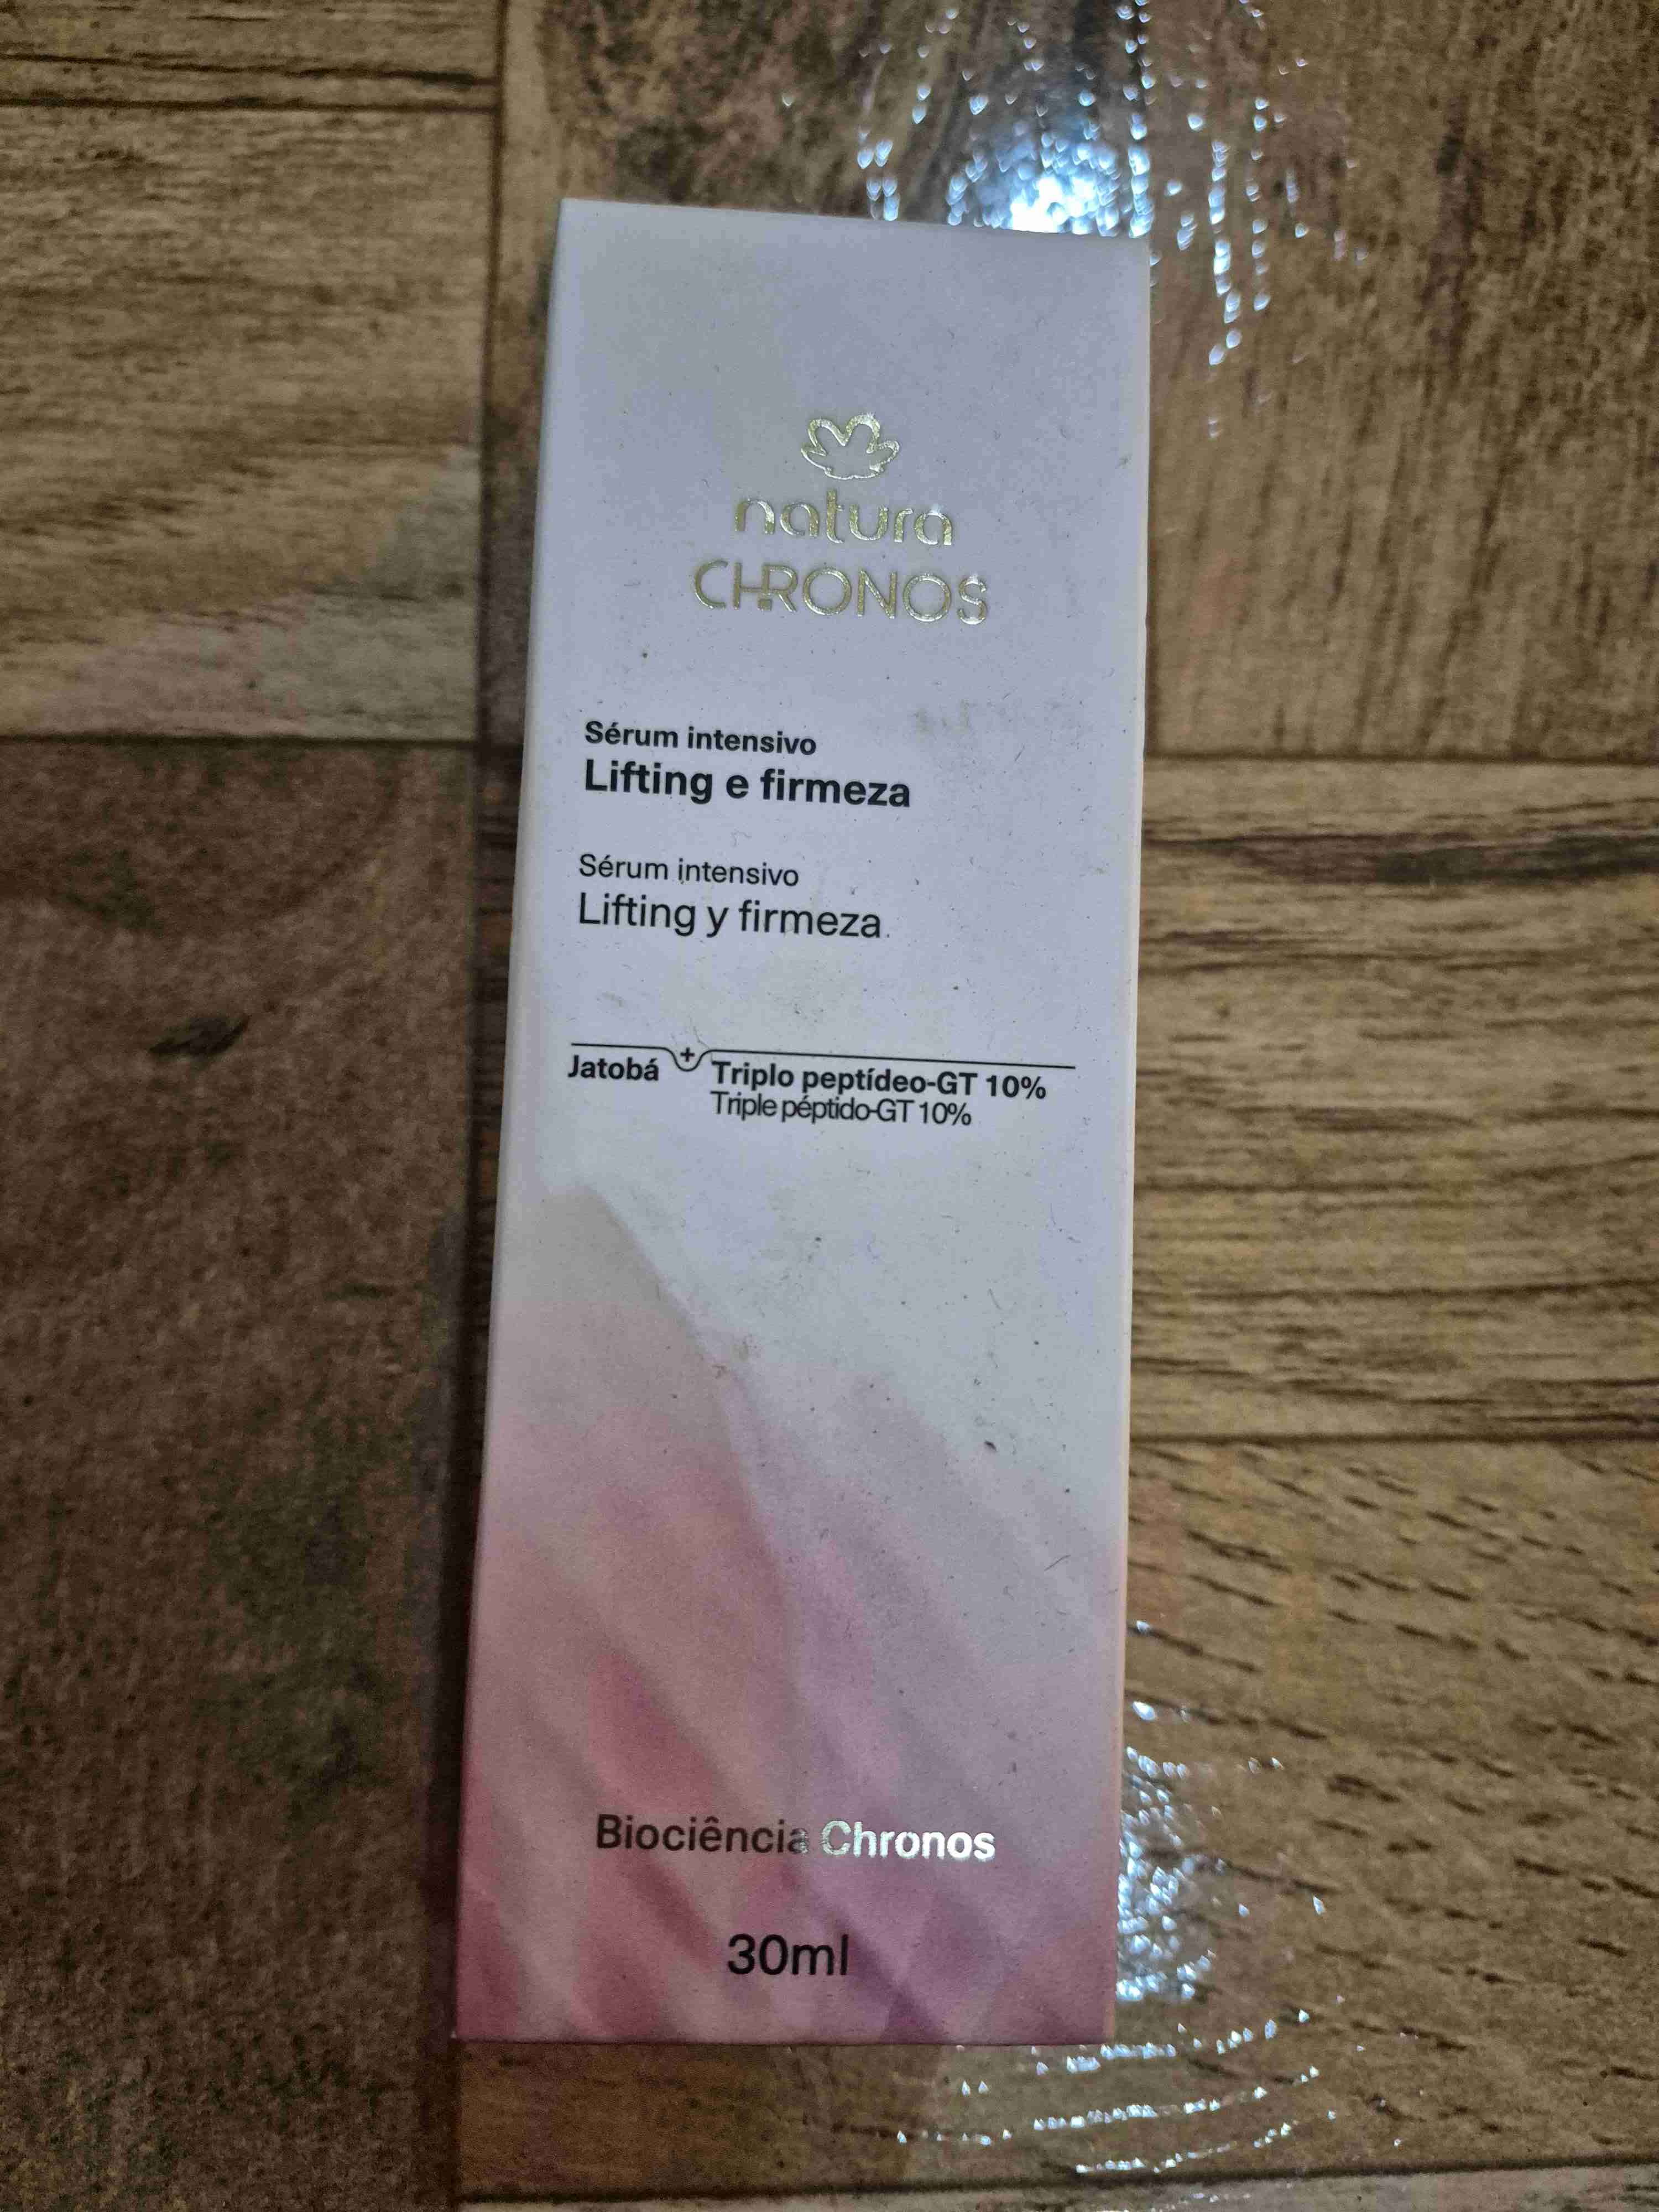 natura
CHRONOS
Sérum intensivo
Lifting e firmeza
Sérum intensivo
Lifting y firmeza
Jatobá + Triplo peptídeo-GT 10%
Triple péptido-GT 10%
Biociência Chronos
30ml